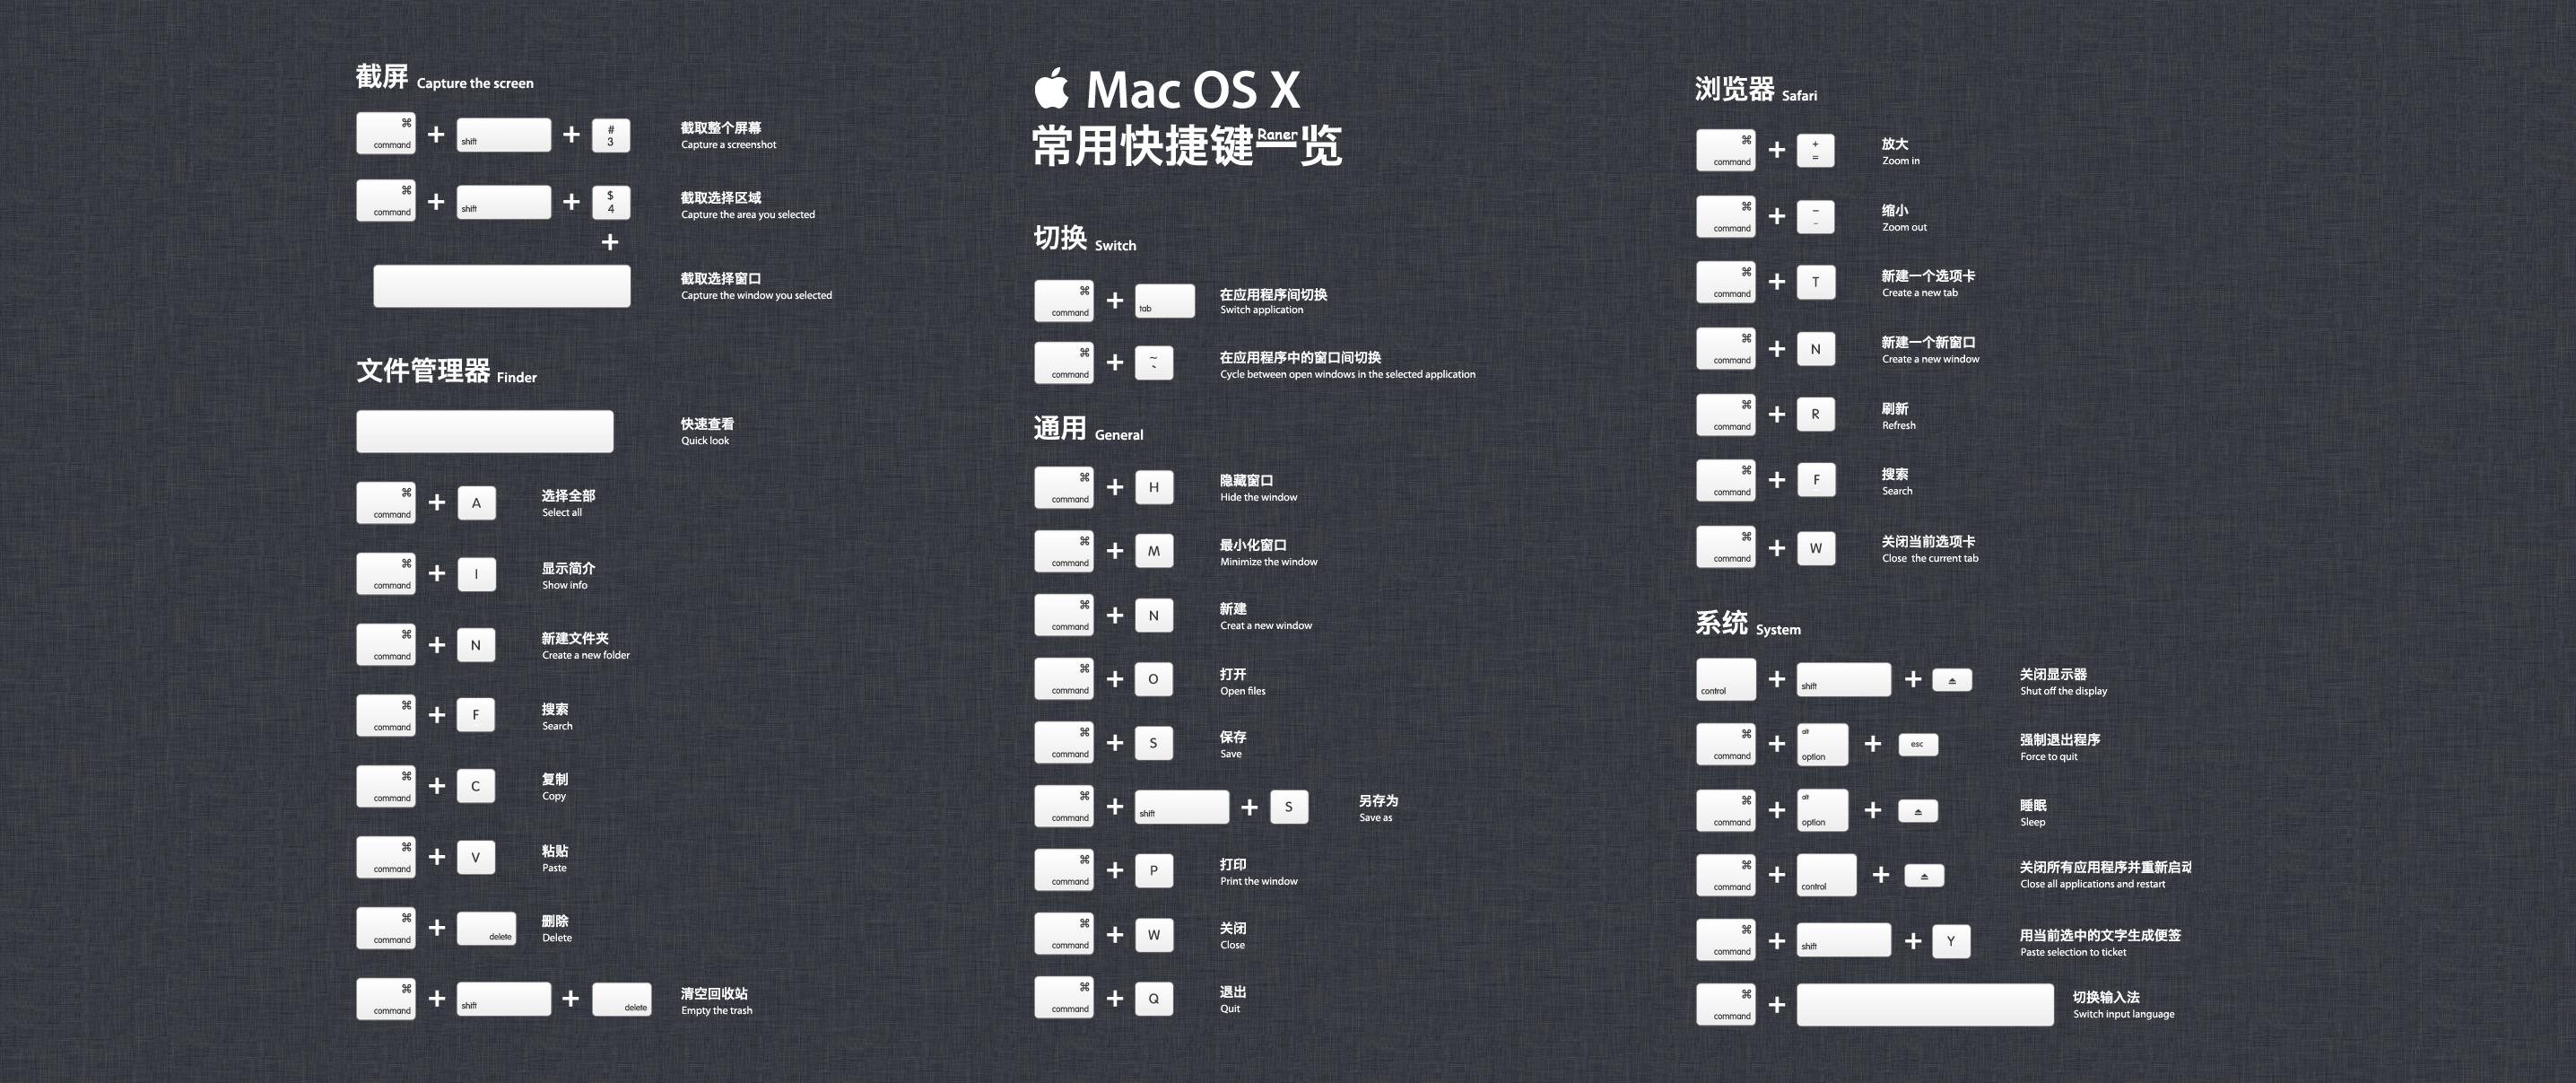 截屏 Capture the screen
⌘ command + shift + # 3 截取整个屏幕
Capture a screenshot
⌘ command + shift + $ 4 截取选择区域
Capture the area you selected
+
截取选择窗口
Capture the window you selected
文件管理器 Finder
快速查看
Quick look
⌘ command + A 选择全部
Select all
⌘ command + I 显示简介
Show info
⌘ command + N 新建文件夹
Create a new folder
⌘ command + F 搜索
Search
⌘ command + C 复制
Copy
⌘ command + V 粘贴
Paste
⌘ command + delete 删除
Delete
⌘ command + shift + delete 清空回收站
Empty the trash
Mac OS X
常用快捷键一览
Raner
切换 Switch
⌘ command + tab 在应用程序间切换
Switch application
⌘ command + ~ ` 在应用程序中的窗口间切换
Cycle between open windows in the selected application
通用 General
⌘ command + H 隐藏窗口
Hide the window
⌘ command + M 最小化窗口
Minimize the window
⌘ command + N 新建
Creat a new window
⌘ command + O 打开
Open files
⌘ command + S 保存
Save
⌘ command + shift + S 另存为
Save as
⌘ command + P 打印
Print the window
⌘ command + W 关闭
Close
⌘ command + Q 退出
Quit
浏览器 Safari
⌘ command + + = 放大
Zoom in
⌘ command + — - 缩小
Zoom out
⌘ command + T 新建一个选项卡
Create a new tab
⌘ command + N 新建一个新窗口
Create a new window
⌘ command + R 刷新
Refresh
⌘ command + F 搜索
Search
⌘ command + W 关闭当前选项卡
Close the current tab
系统 System
control + shift + ⏏ 关闭显示器
Shut off the display
⌘ command + alt option + esc 强制退出程序
Force to quit
⌘ command + alt option + ⏏ 睡眠
Sleep
⌘ command + control + ⏏ 关闭所有应用程序并重新启动
Close all applications and restart
⌘ command + shift + Y 用当前选中的文字生成便签
Paste selection to ticket
⌘ command + 切换输入法
Switch input language